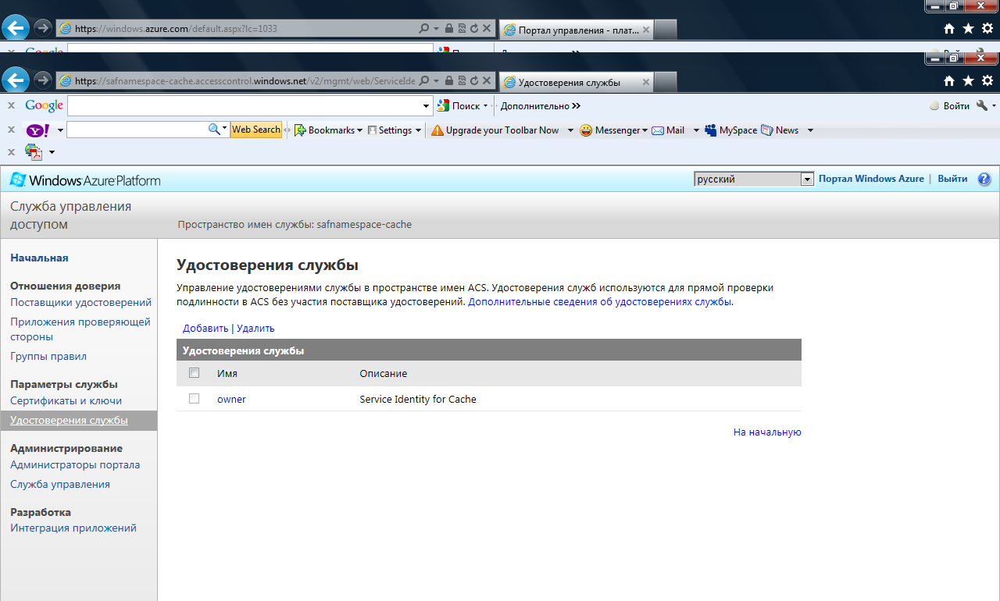 https://windows.azure.com/default.aspx?lc=1033
Портал управления - плат...
https://safnamespace-cache.accesscontrol.windows.net/v2/mgmt/web/ServiceIde
Удостоверения службы
x Google Поиск Дополнительно » Войти
x Y! Web Search Bookmarks Settings Upgrade your Toolbar Now Messenger Mail MySpace News
x
Windows Azure Platform
русский Портал Windows Azure | Выйти ?
Служба управления
доступом
Пространство имен службы: safnamespace-cache
Начальная
Отношения доверия
Поставщики удостоверений
Приложения проверяющей
стороны
Группы правил
Параметры службы
Сертификаты и ключи
Удостоверения службы
Администрирование
Администраторы портала
Служба управления
Разработка
Интеграция приложений
Удостоверения службы
Управление удостоверениями службы в пространстве имен ACS. Удостоверения служб используются для прямой проверки
подлинности в ACS без участия поставщика удостоверений. Дополнительные сведения об удостоверениях службы.
Добавить | Удалить
Удостоверения службы
Имя Описание
owner Service Identity for Cache
На начальную